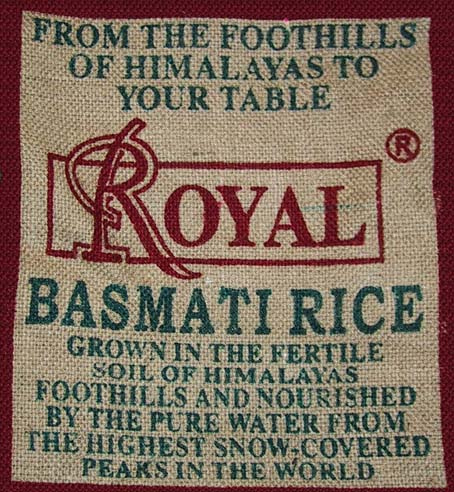 FROM THE FOOTHILLS
OF HIMALAYAS TO
YOUR TABLE
ROYAL ®
BASMATI RICE
GROWN IN THE FERTILE
SOIL OF HIMALAYAS
FOOTHILLS AND NOURISHED
BY THE PURE WATER FROM
THE HIGHEST SNOW-COVERED
PEAKS IN THE WORLD